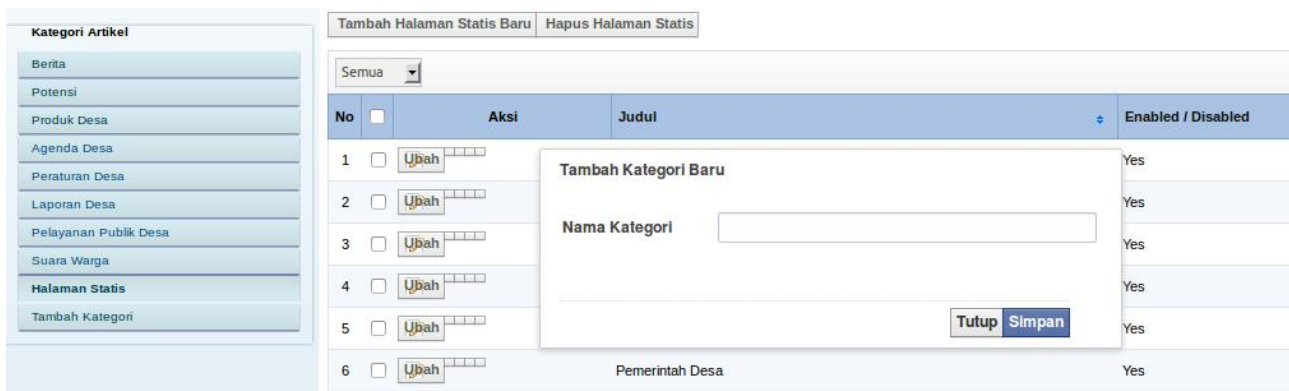 Kategori Artikel
Berita
Potensi
Produk Desa
Agenda Desa
Peraturan Desa
Laporan Desa
Pelayanan Publik Desa
Suara Warga
Halaman Statis
Tambah Kategori
Tambah Halaman Statis Baru Hapus Halaman Statis
Semua
No Aksi Judul Enabled / Disabled
1 Ubah Yes
2 Ubah Yes
3 Ubah Yes
4 Ubah Yes
5 Ubah Yes
6 Ubah Pemerintah Desa Yes
Tambah Kategori Baru
Nama Kategori
Tutup Simpan